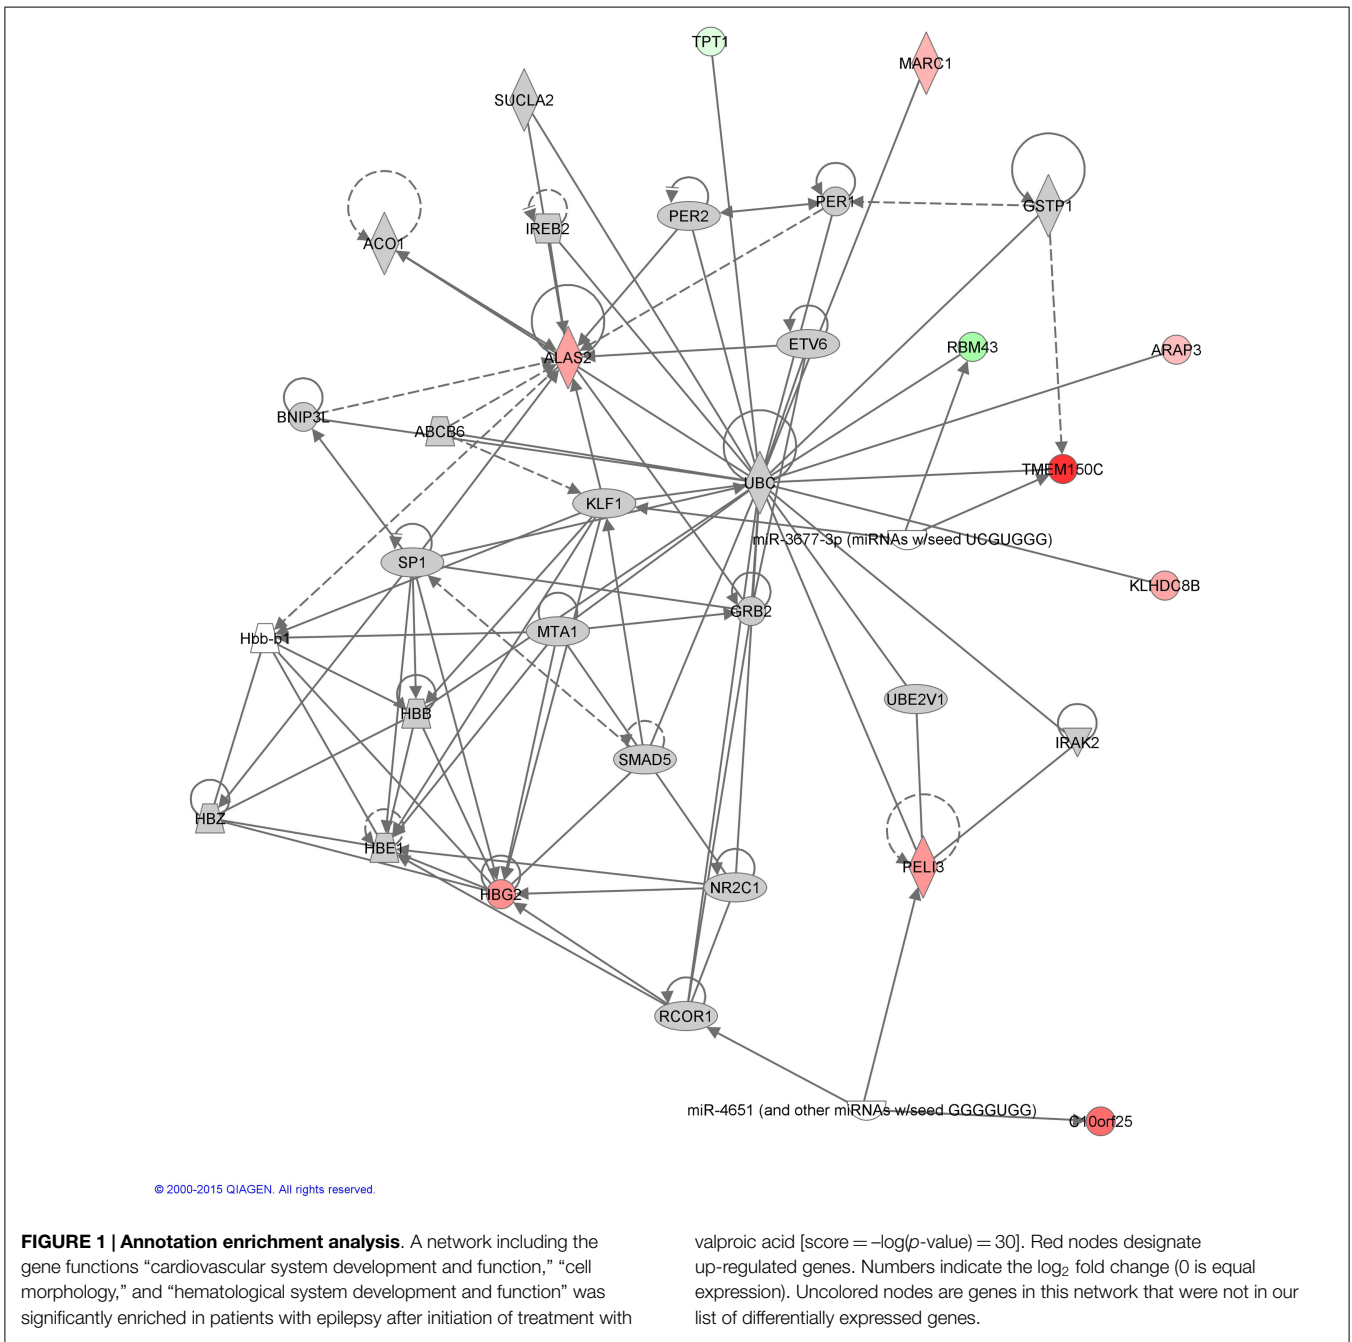 TPT1
MARC1
SUCLA2
PER1
GSTP1
PER2
IREB2
ACO1
ETV6
RBM43
ARAP3
ALAS2
BNIP3L
ABCB6
TMEM150C
UBC
KLF1
miR-3677-3p (miRNAs w/seed UCGUGGG)
SP1
KLHDC8B
GRB2
MTA1
Hbb-b1
UBE2V1
HBB
IRAK2
SMAD5
HBZ
HBE1
PELI3
NR2C1
HBG2
RCOR1
miR-4651 (and other miRNAs w/seed GGGGUGG)
C10orf25
© 2000-2015 QIAGEN. All rights reserved.
FIGURE 1 | Annotation enrichment analysis. A network including the
gene functions “cardiovascular system development and function,” “cell
morphology,” and “hematological system development and function” was
significantly enriched in patients with epilepsy after initiation of treatment with
valproic acid [score = –log(p-value) = 30]. Red nodes designate
up-regulated genes. Numbers indicate the log2 fold change (0 is equal
expression). Uncolored nodes are genes in this network that were not in our
list of differentially expressed genes.